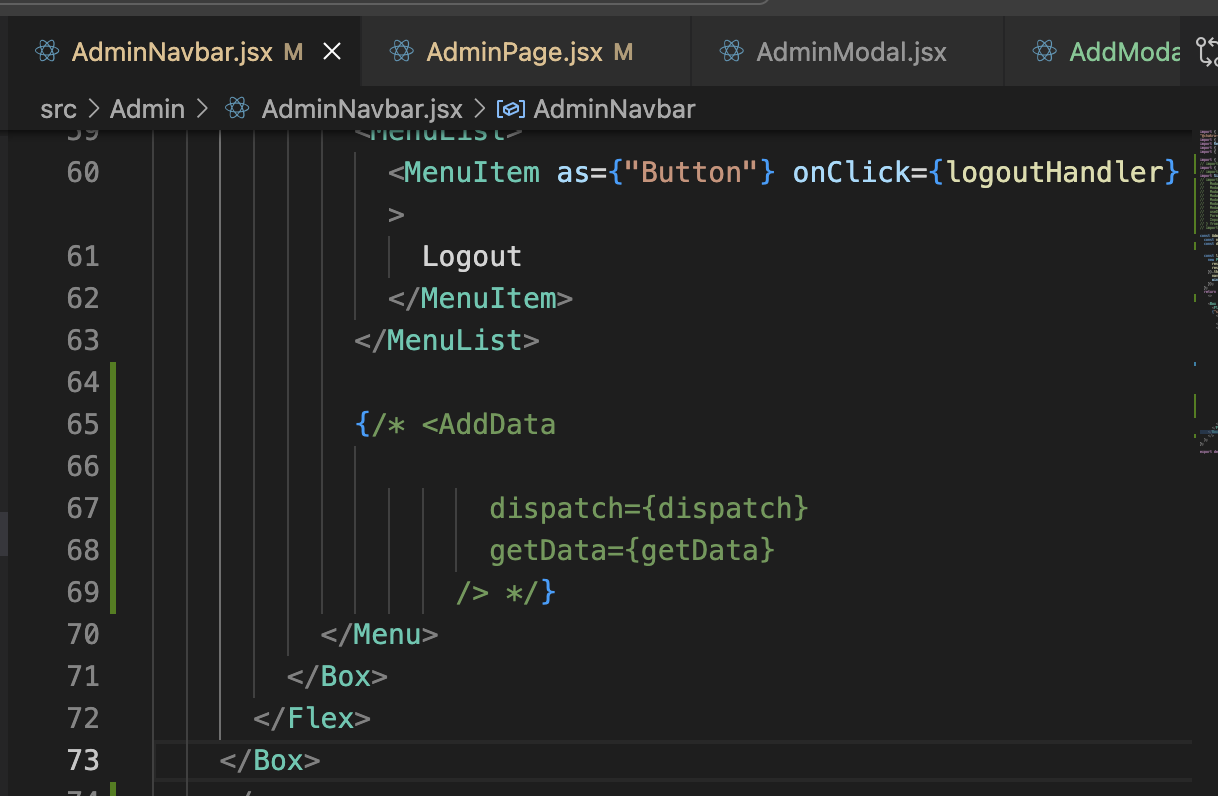 AdminNavbar.jsx M AdminPage.jsx M AdminModal.jsx AddModa
src > Admin > AdminNavbar.jsx > AdminNavbar
59 <MenuList>
60 <MenuItem as={"Button"} onClick={logoutHandler}
>
61 Logout
62 </MenuItem>
63 </MenuList>
64
65 {/* <AddData
66
67 dispatch={dispatch}
68 getData={getData}
69 /> */}
70 </Menu>
71 </Box>
72 </Flex>
73 </Box>
74